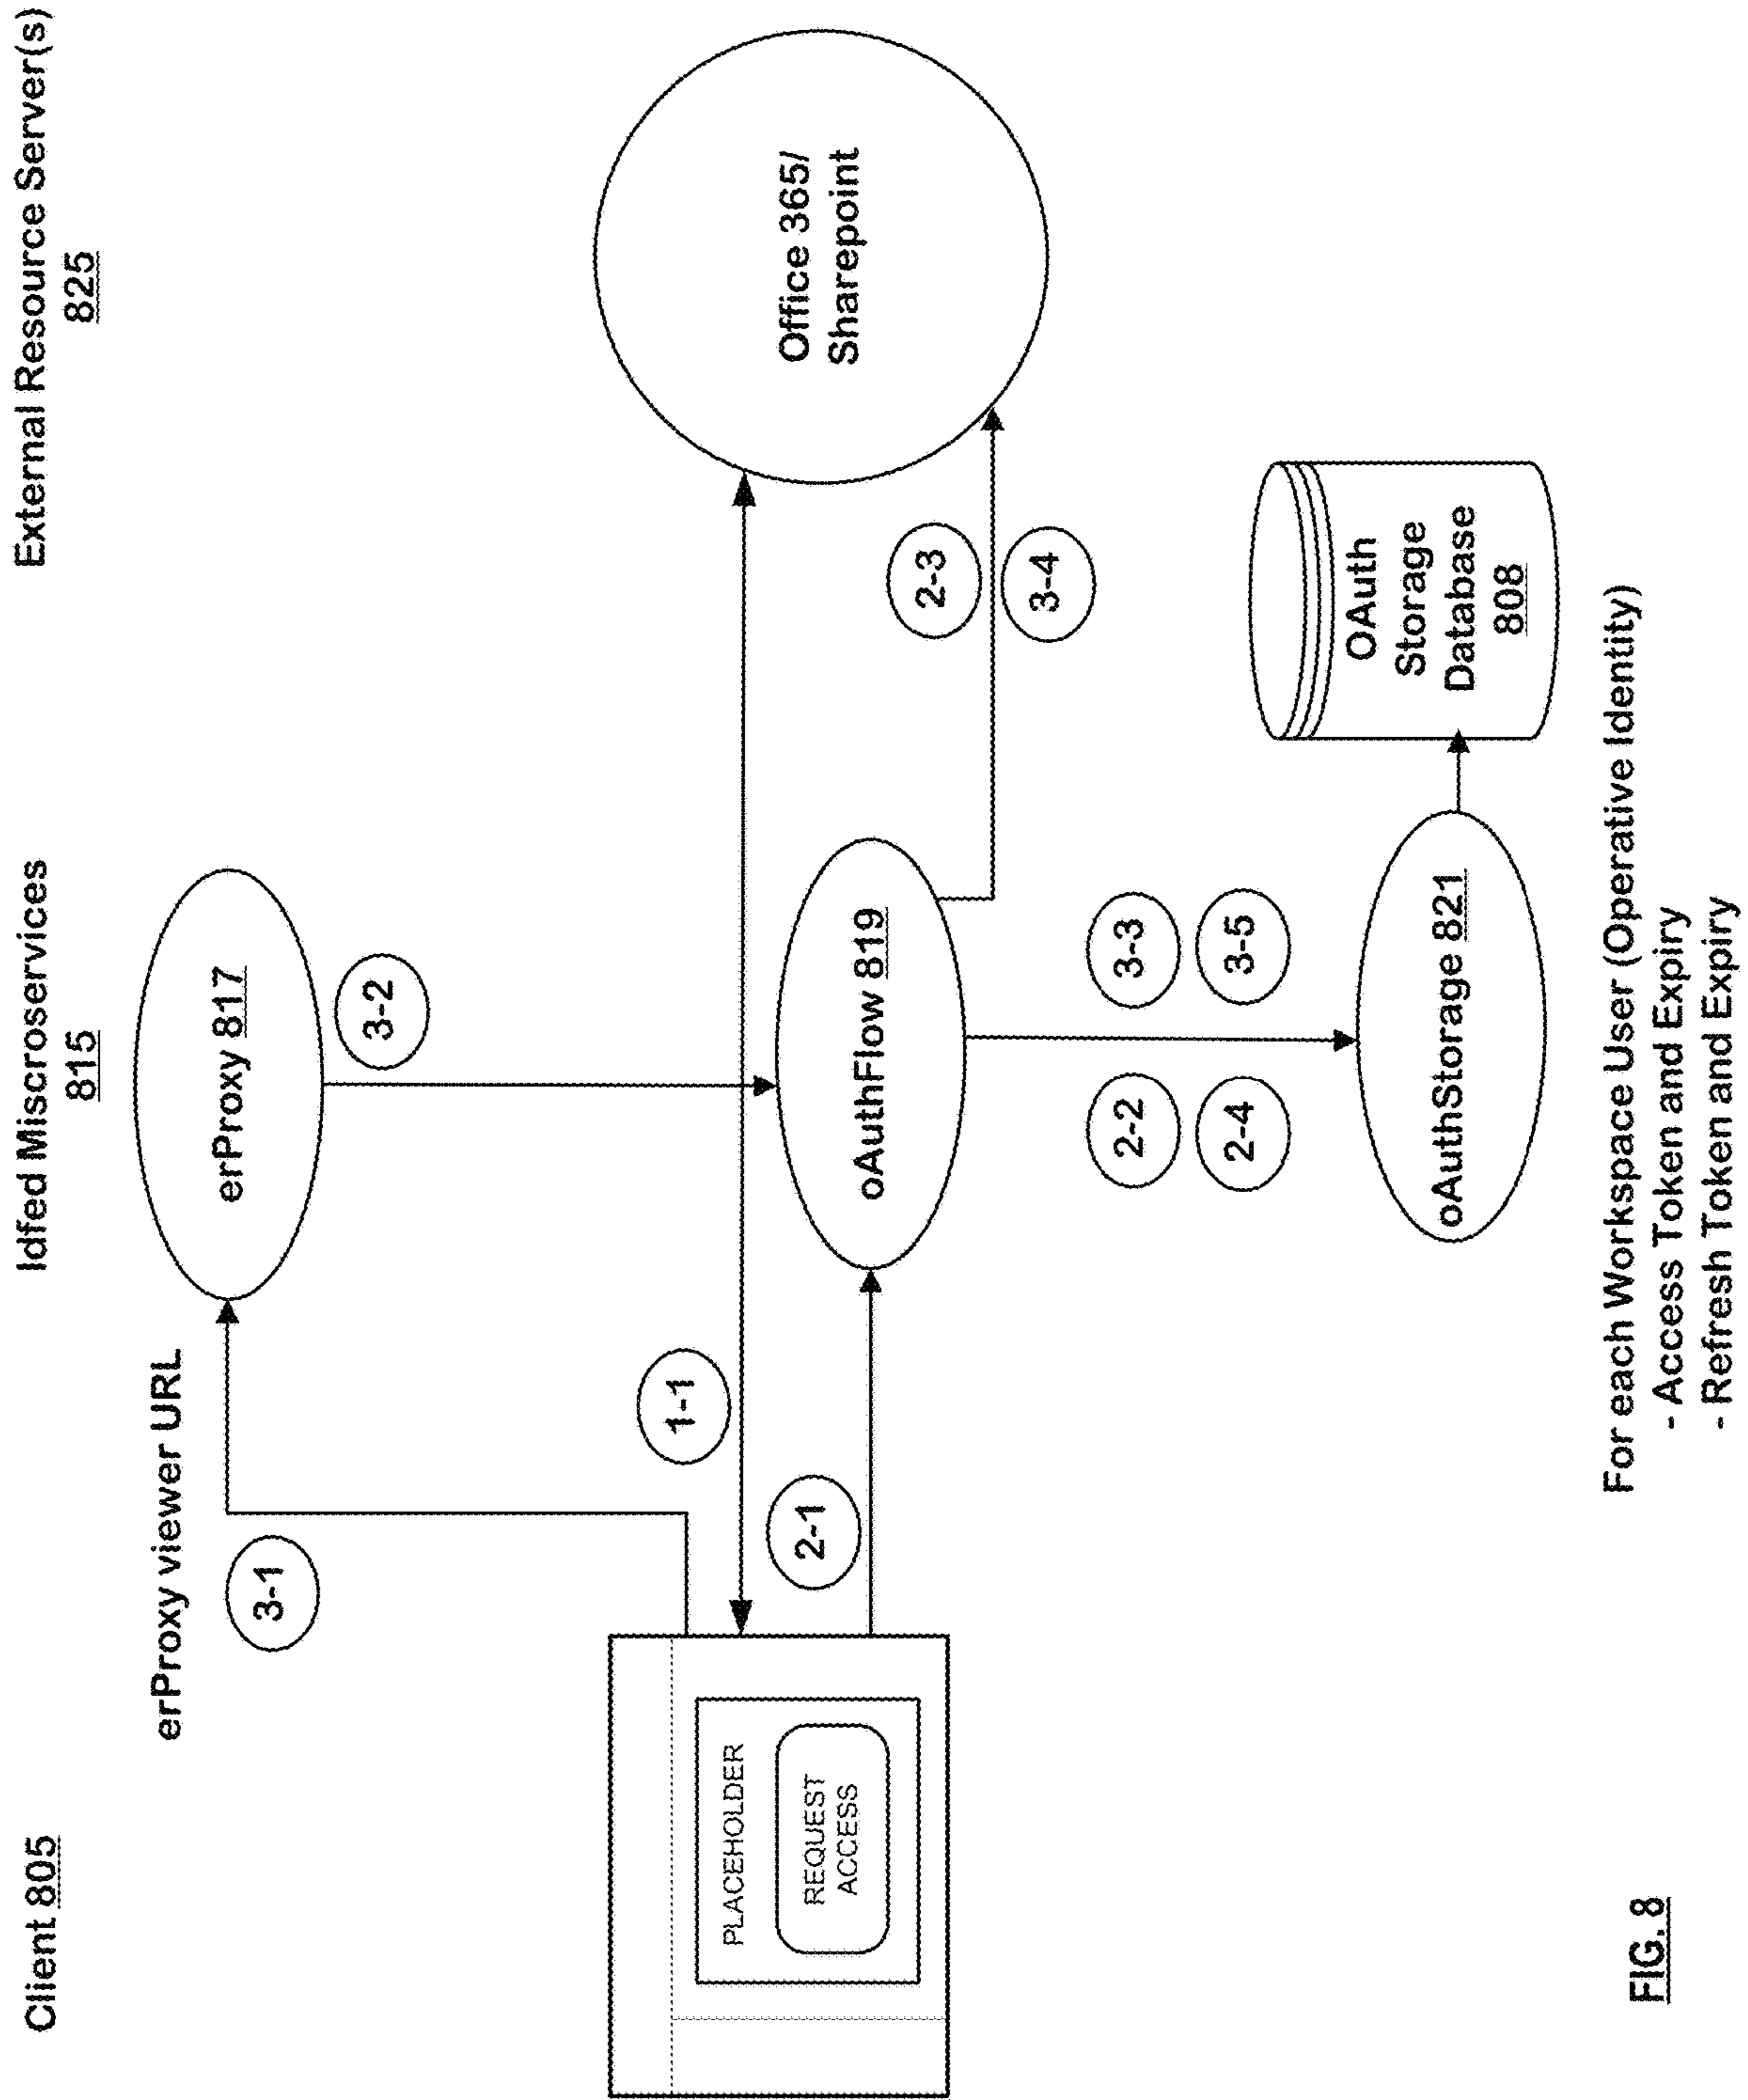 Client 805
Idfed Miscroservices
815
External Resource Server(s)
825
erProxy viewer URL
3-1
erProxy 817
3-2
1-1
2-1
PLACEHOLDER
REQUEST
ACCESS
oAuthFlow 819
Office 365/
Sharepoint
2-3
3-4
2-2
3-3
2-4
3-5
oAuthStorage 821
OAuth
Storage
Database
808
For each Workspace User (Operative Identity)
- Access Token and Expiry
- Refresh Token and Expiry
FIG. 8